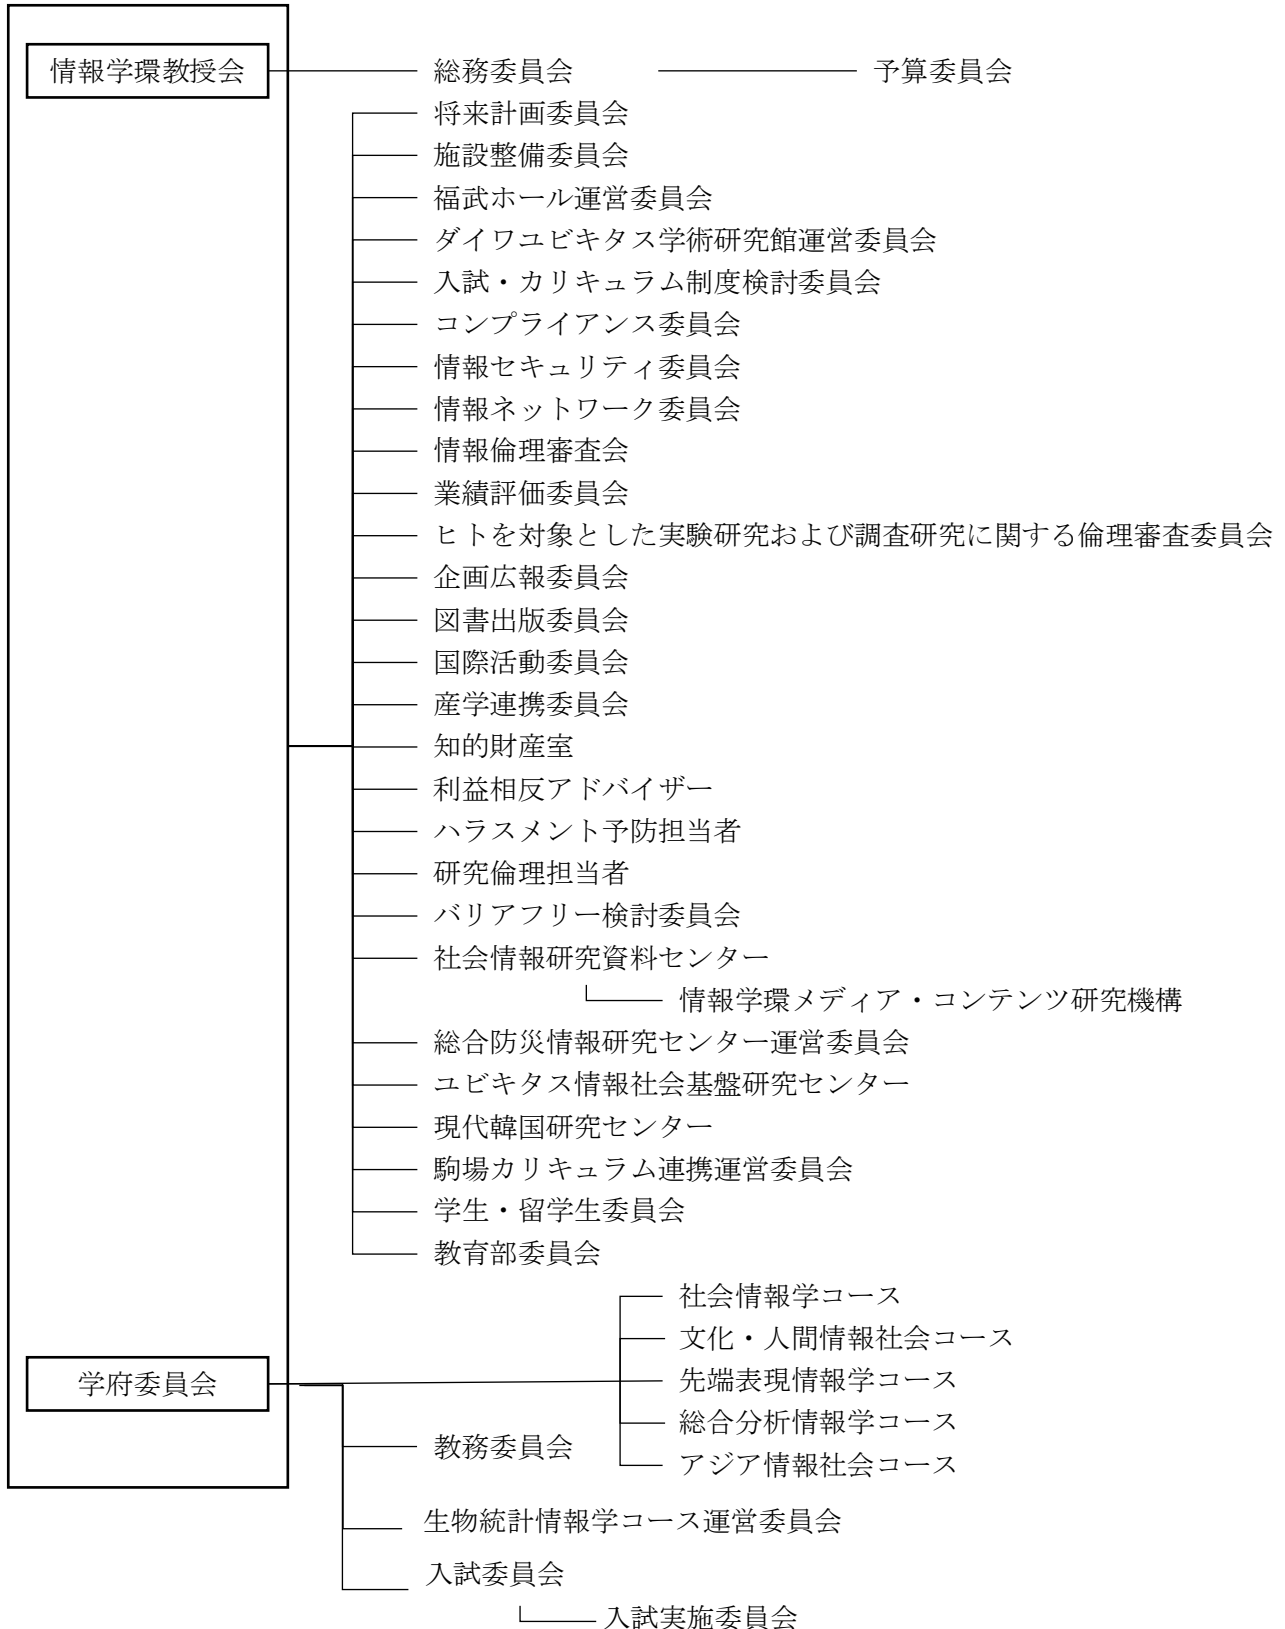 情報学環教授会 総務委員会 予算委員会
将来計画委員会
施設整備委員会
福武ホール運営委員会
ダイワユビキタス学術研究館運営委員会
入試・カリキュラム制度検討委員会
コンプライアンス委員会
情報セキュリティ委員会
情報ネットワーク委員会
情報倫理審査会
業績評価委員会
ヒトを対象とした実験研究および調査研究に関する倫理審査委員会
企画広報委員会
図書出版委員会
国際活動委員会
産学連携委員会
知的財産室
利益相反アドバイザー
ハラスメント予防担当者
研究倫理担当者
バリアフリー検討委員会
社会情報研究資料センター
情報学環メディア・コンテンツ研究機構
総合防災情報研究センター運営委員会
ユビキタス情報社会基盤研究センター
現代韓国研究センター
駒場カリキュラム連携運営委員会
学生・留学生委員会
教育部委員会
社会情報学コース
文化・人間情報社会コース
学府委員会 先端表現情報学コース
総合分析情報学コース
教務委員会
アジア情報社会コース
生物統計情報学コース運営委員会
入試委員会
入試実施委員会